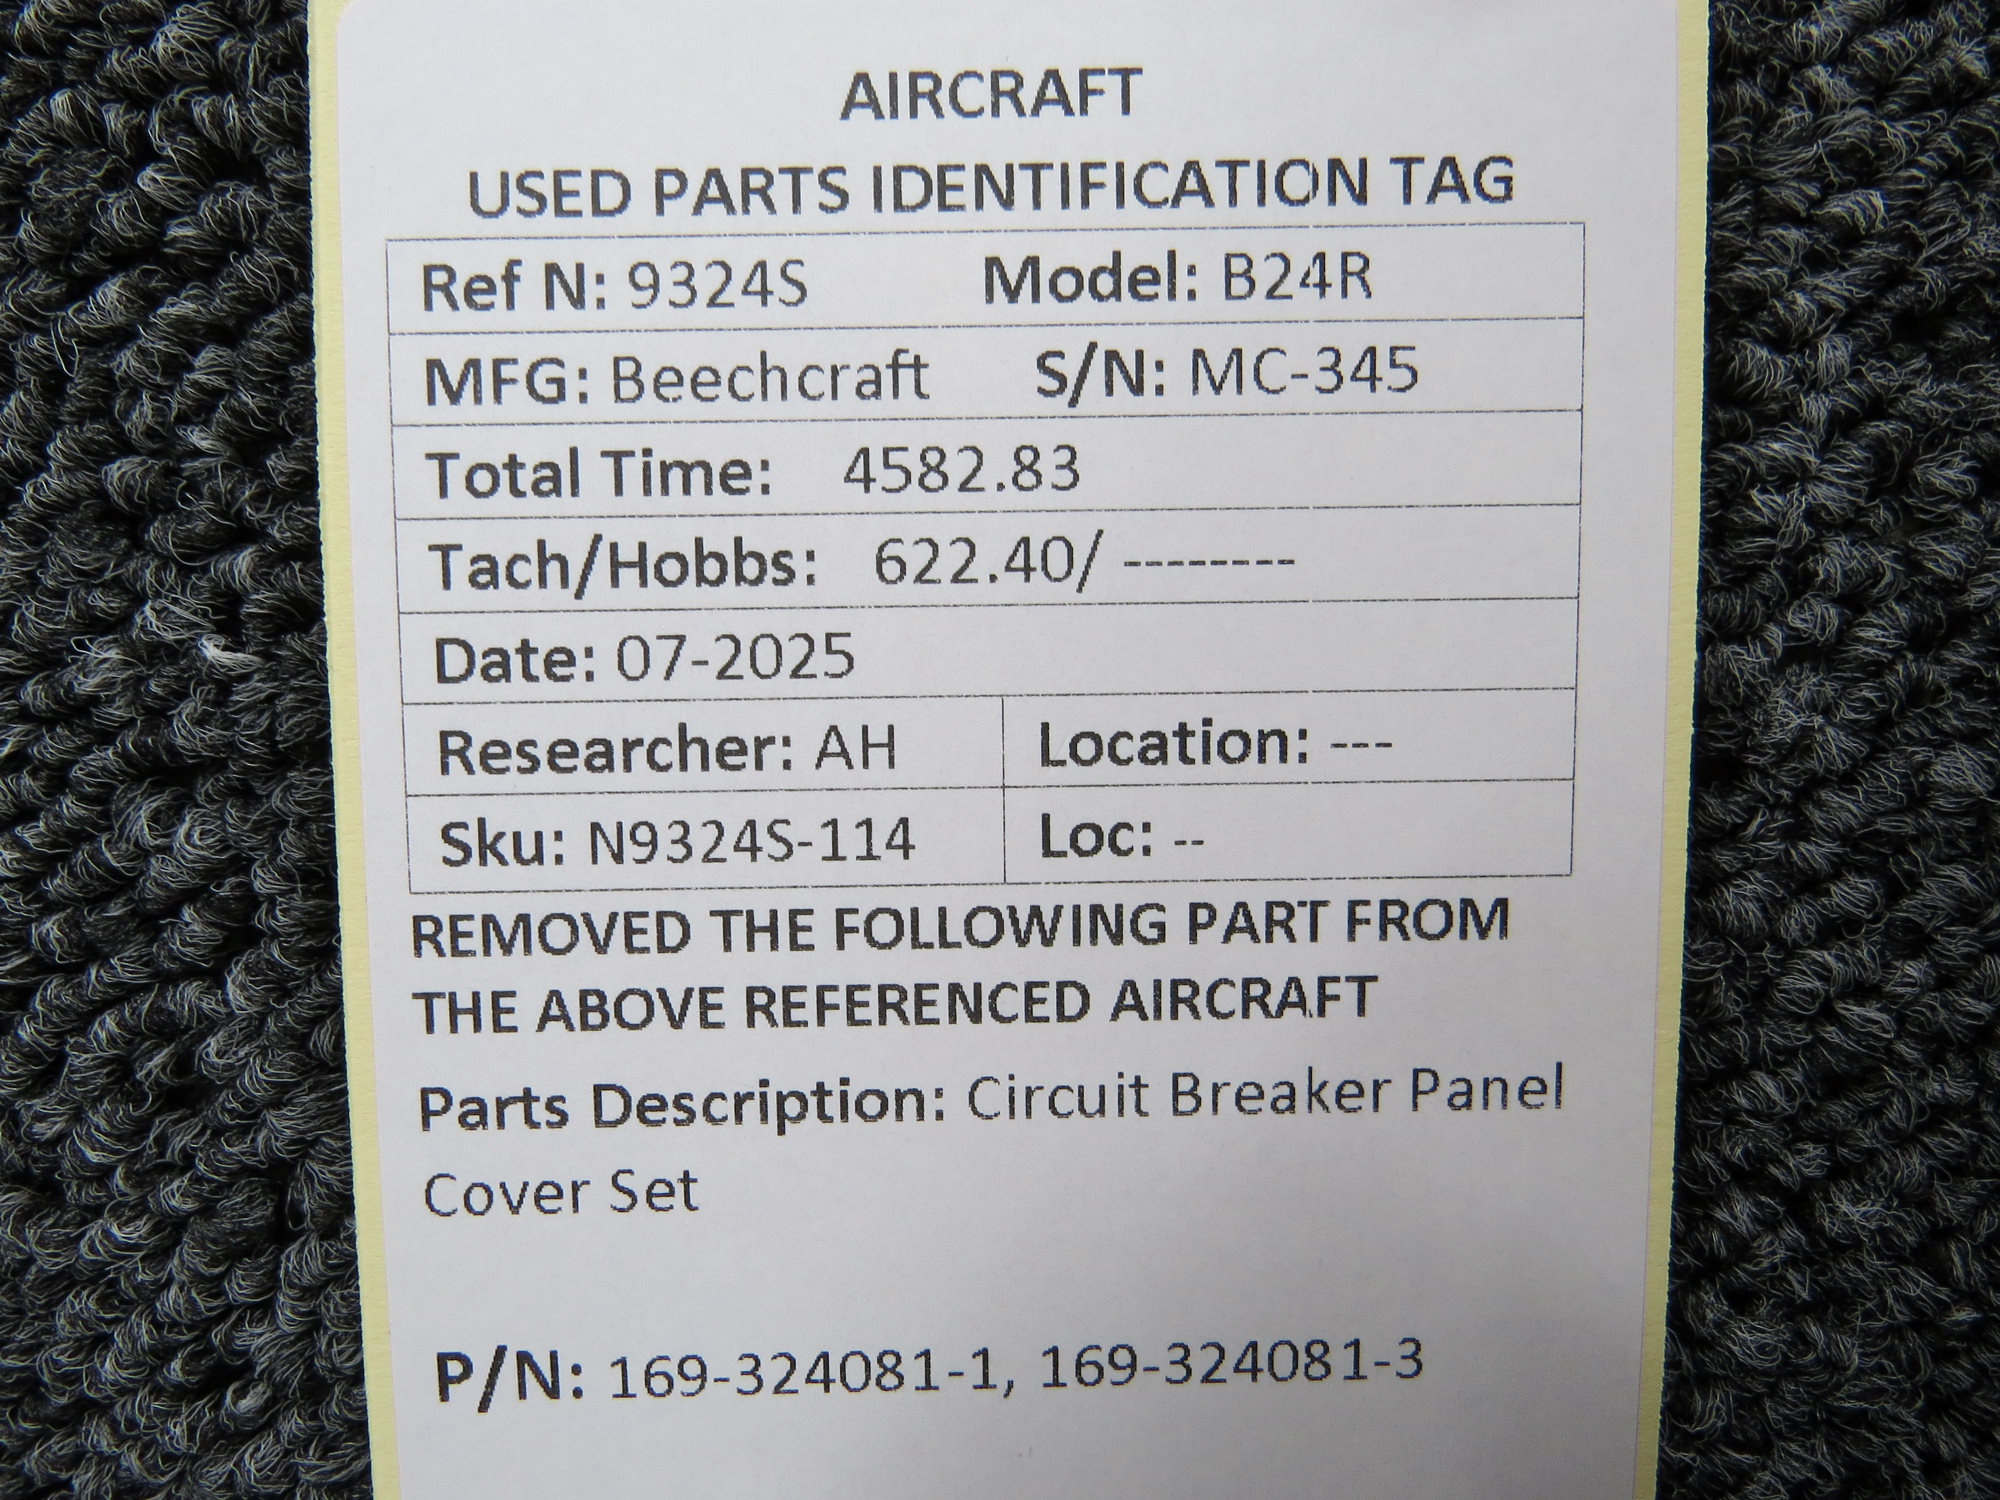 AIRCRAFT
USED PARTS IDENTIFICATION TAG
Ref N: 9324S Model: B24R
MFG: Beechcraft S/N: MC-345
Total Time: 4582.83
Tach/Hobbs: 622.40/ --------
Date: 07-2025
Researcher: AH Location: ---
Sku: N9324S-114 Loc: --
REMOVED THE FOLLOWING PART FROM
THE ABOVE REFERENCED AIRCRAFT
Parts Description: Circuit Breaker Panel
Cover Set
P/N: 169-324081-1, 169-324081-3